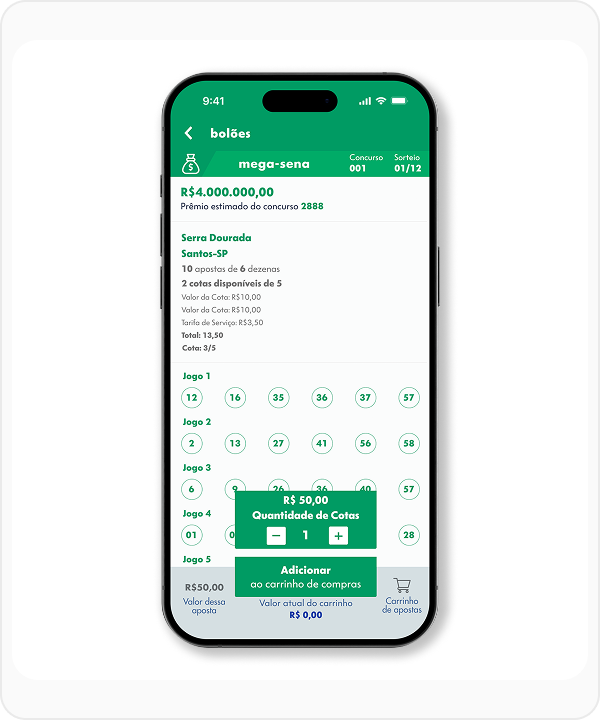 9:41
bolões
mega-sena
Concurso
001
Sorteio
01/12
R$4.000.000,00
Prêmio estimado do concurso 2888
Serra Dourada
Santos-SP
10 apostas de 6 dezenas
2 cotas disponíveis de 5
Valor da Cota: R$10,00
Valor da Cota: R$10,00
Tarifa de Serviço: R$3,50
Total: 13,50
Cota: 3/5
Jogo 1
12 16 35 36 37 57
Jogo 2
2 13 27 41 56 58
Jogo 3
6 9 26 36 40 57
Jogo 4
01 28
R$ 50,00
Quantidade de Cotas
− 1 +
Jogo 5
Adicionar
ao carrinho de compras
R$50,00
Valor dessa
aposta
Valor atual do carrinho
R$ 0,00
Carrinho
de apostas